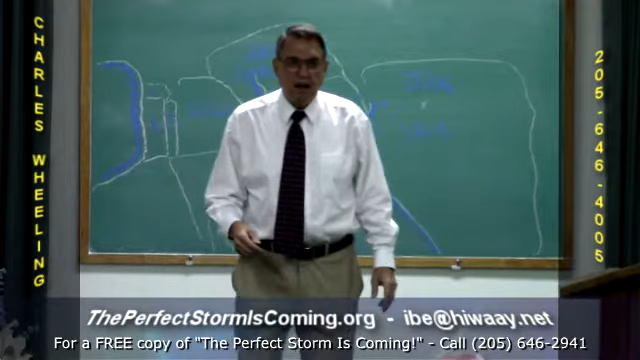 CHARLES WHEELING
205-646-4005
ThePerfectStormIsComing.org - ibe@hiwaay.net
For a FREE copy of "The Perfect Storm Is Coming!" - Call (205) 646-2941